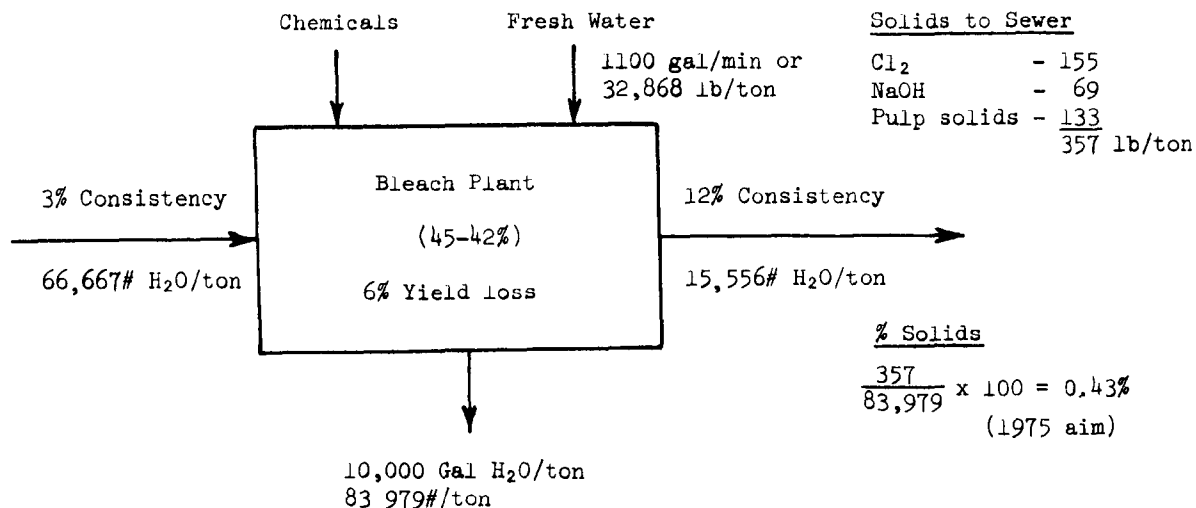 Chemicals
Fresh Water
1100 gal/min or
32,868 lb/ton
Solids to Sewer
Cl₂ - 155
NaOH - 69
Pulp solids - 133
357 lb/ton
3% Consistency
66,667# H₂O/ton
Bleach Plant
(45-42%)
6% Yield loss
12% Consistency
15,556# H₂O/ton
% Solids
357
83,979 x 100 = 0.43%
(1975 aim)
10,000 Gal H₂O/ton
83 979#/ton